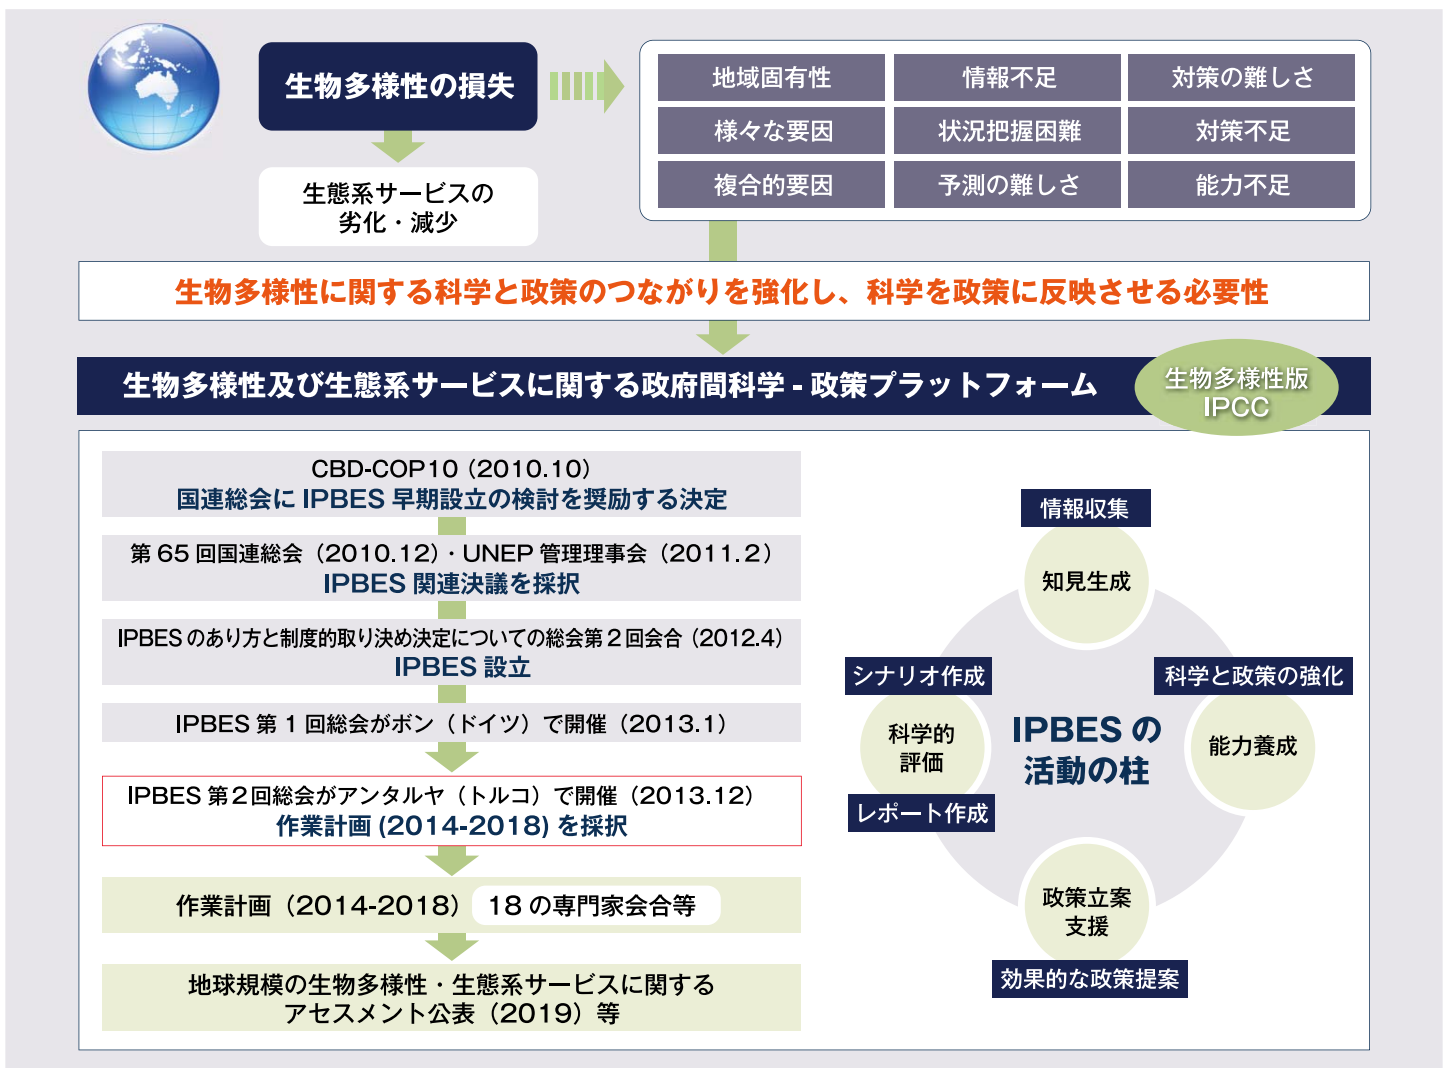 生物多様性の損失
地域固有性
情報不足
対策の難しさ
様々な要因
状況把握困難
対策不足
複合的要因
予測の難しさ
能力不足
生態系サービスの
劣化・減少
生物多様性に関する科学と政策のつながりを強化し、科学を政策に反映させる必要性
生物多様性及び生態系サービスに関する政府間科学 - 政策プラットフォーム
生物多様性版
IPCC
CBD-COP10（2010.10）
国連総会に IPBES 早期設立の検討を奨励する決定
第 65 回国連総会（2010.12）・UNEP 管理理事会（2011.2）
IPBES 関連決議を採択
IPBES のあり方と制度的取り決め決定についての総会第 2 回会合（2012.4）
IPBES 設立
IPBES 第 1 回総会がボン（ドイツ）で開催（2013.1）
IPBES 第2回総会がアンタルヤ（トルコ）で開催（2013.12）
作業計画 (2014-2018) を採択
作業計画（2014-2018）
18 の専門家会合等
地球規模の生物多様性・生態系サービスに関する
アセスメント公表（2019）等
情報収集
知見生成
シナリオ作成
科学的
評価
レポート作成
IPBES の
活動の柱
科学と政策の強化
能力養成
政策立案
支援
効果的な政策提案